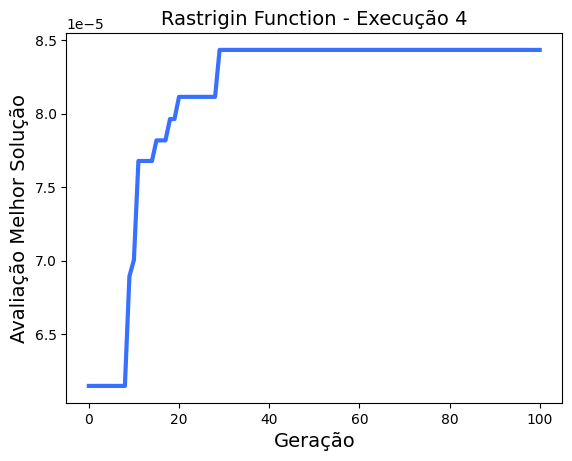 Rastrigin Function - Execução 4
1e−5
8.5
8.0
7.5
7.0
6.5
Avaliação Melhor Solução
0
20
40
60
80
100
Geração